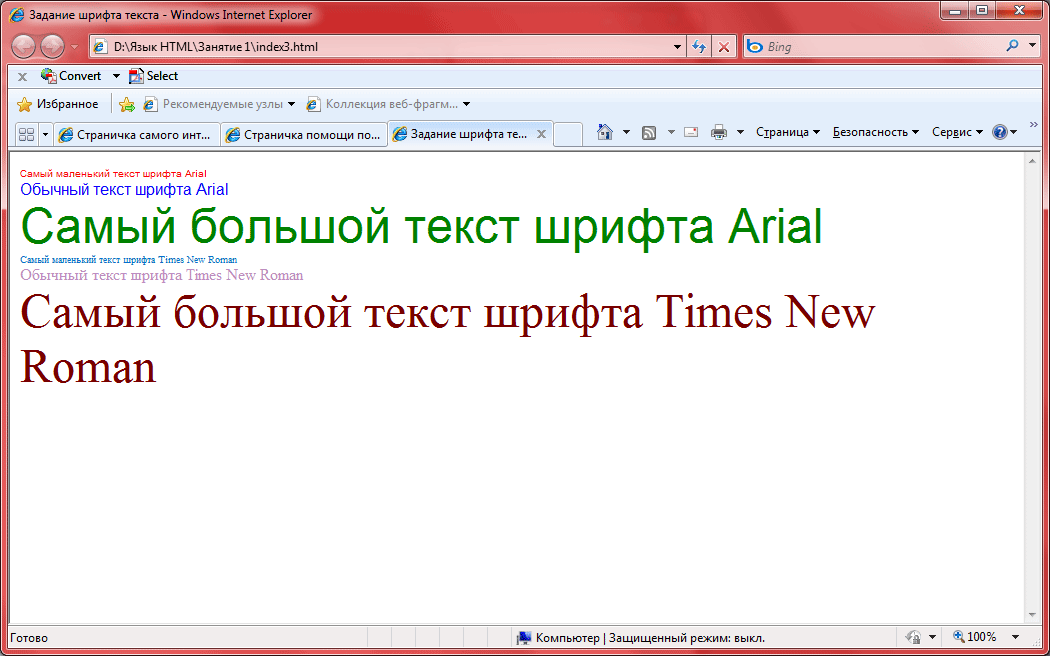 Задание шрифта текста - Windows Internet Explorer
D:\Язык HTML\Занятие 1\index3.html
Bing
x Convert Select
Избранное Рекомендуемые узлы Коллекция веб-фрагм...
Страничка самого инт... Страничка помощи по... Задание шрифта те... Страница Безопасность Сервис »
Самый маленький текст шрифта Arial
Обычный текст шрифта Arial
Самый большой текст шрифта Arial
Самый маленький текст шрифта Times New Roman
Обычный текст шрифта Times New Roman
Самый большой текст шрифта Times New
Roman
Готово Компьютер | Защищенный режим: выкл. 100%